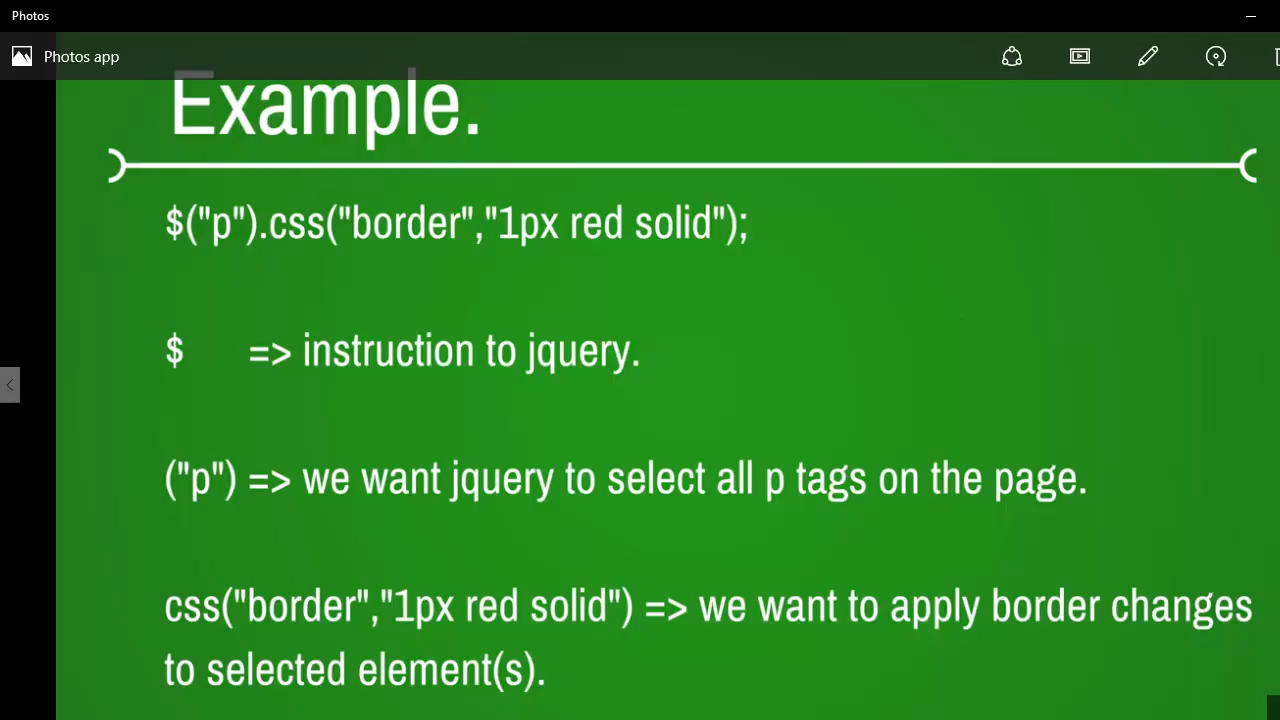 Photos
Photos app
Example.
$("p").css("border","1px red solid");
$ => instruction to jquery.
("p") => we want jquery to select all p tags on the page.
css("border","1px red solid") => we want to apply border changes
to selected element(s).